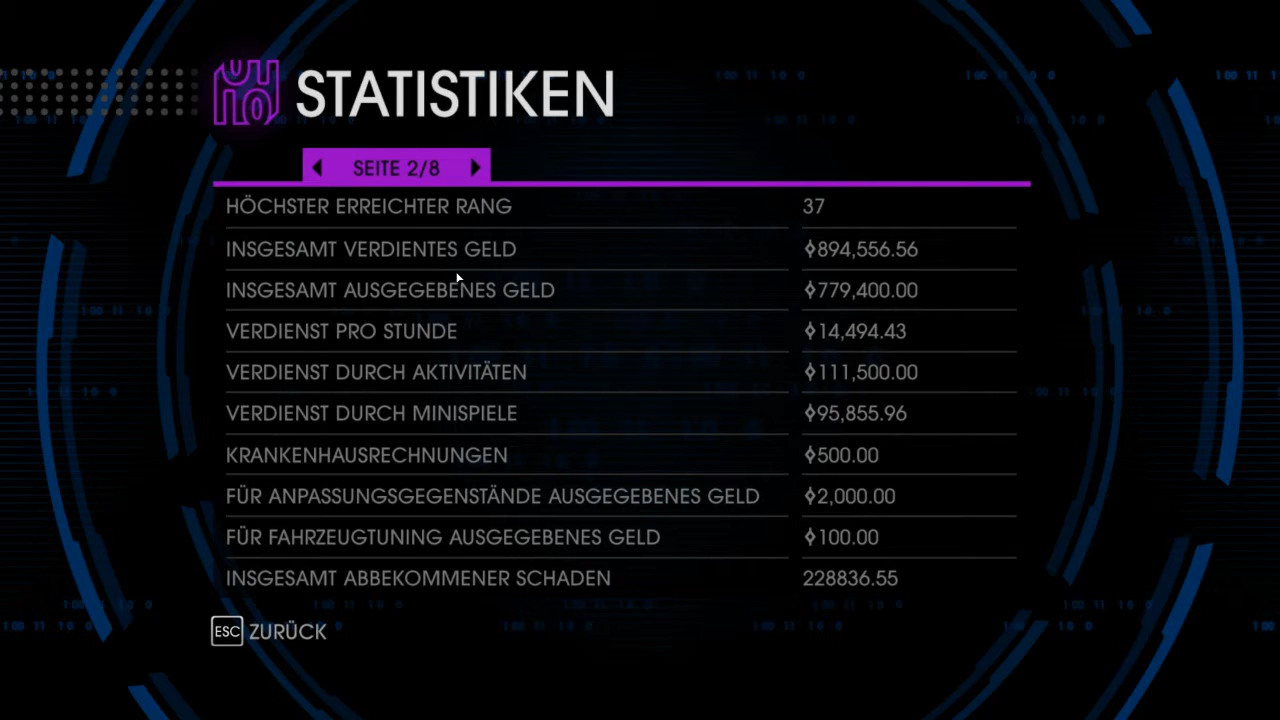 STATISTIKEN
SEITE 2/8
HÖCHSTER ERREICHTER RANG 37
INSGESAMT VERDIENTES GELD 894,556.56
INSGESAMT AUSGEGEBENES GELD 779,400.00
VERDIENST PRO STUNDE 14,494.43
VERDIENST DURCH AKTIVITÄTEN 111,500.00
VERDIENST DURCH MINISPIELE 95,855.96
KRANKENHAUSRECHNUNGEN 500.00
FÜR ANPASSUNGSGEGENSTÄNDE AUSGEGEBENES GELD 2,000.00
FÜR FAHRZEUGTUNING AUSGEGEBENES GELD 100.00
INSGESAMT ABBEKOMMENER SCHADEN 228836.55
ESC ZURÜCK